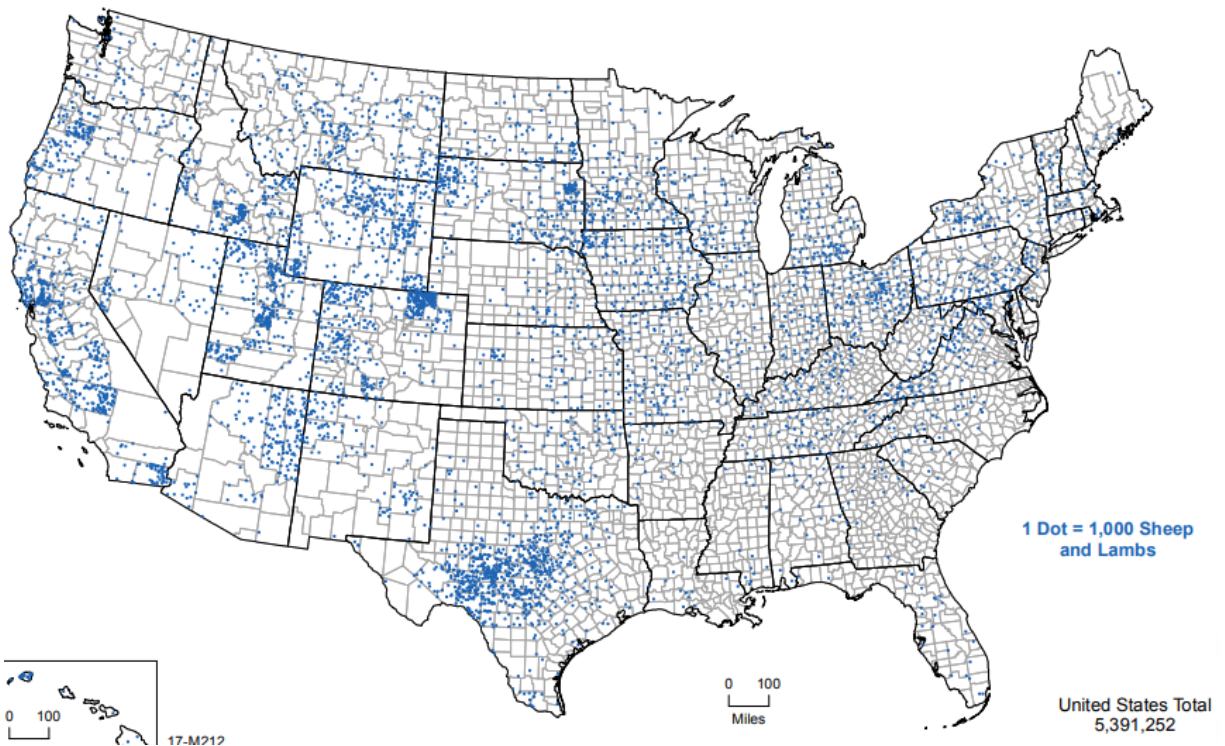 1 Dot = 1,000 Sheep
and Lambs
0 100
Miles
United States Total
5,391,252
0 100
17-M212